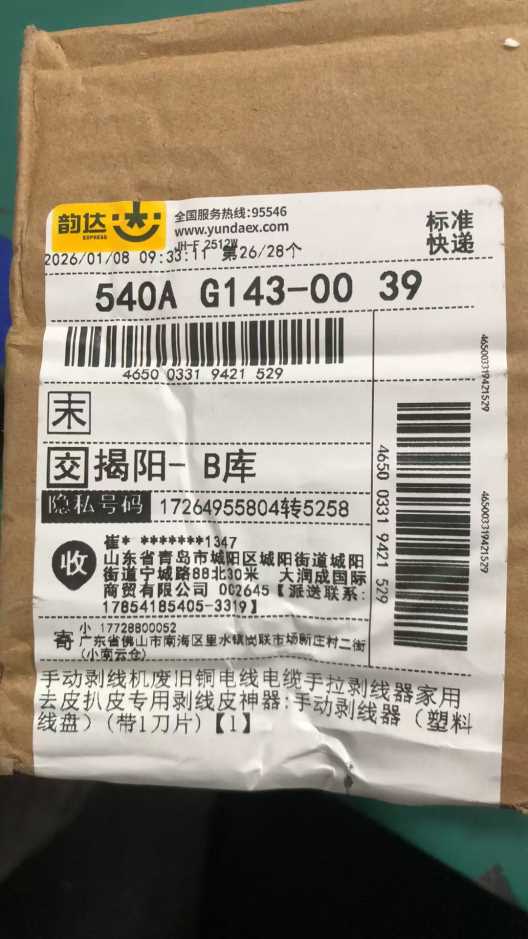 韵达
EXPRESS
全国服务热线:95546
www.yundaex.com
JH-F 2512W
标准
快递
2026/01/08 09:33:11 第26/28个
540A G143-00 39
4650 0331 9421 529
465003319421529
末
交 揭阳- B库
4650 0331 9421 529
465003319421529
隐私号码 17264955804转5258
收
崔* *******1347
山东省青岛市城阳区城阳街道城阳
街道宁城路88北30米 大润成国际
商贸有限公司 002645【派送联系:
17854185405-3319】
寄
小 17728800052
广东省佛山市南海区里水镇岗联市场新庄村二街
(小南云仓)
手动剥线机废旧铜电线电缆手拉剥线器家用
去皮扒皮专用剥线皮神器:手动剥线器（塑料
线盘）(带1刀片)【1】